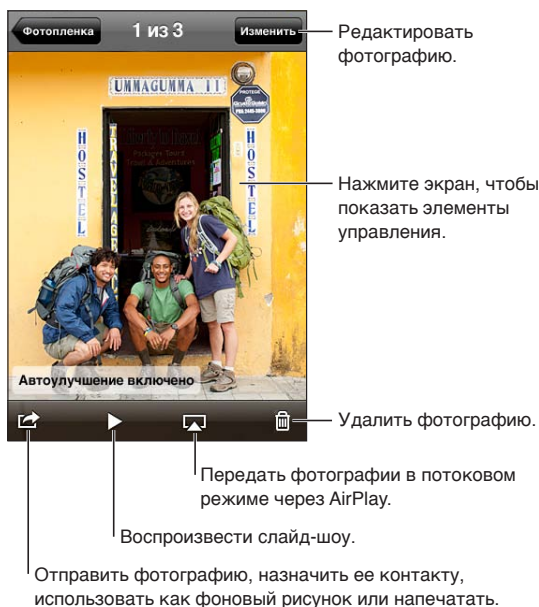 Фотопленка
1 из 3
Изменить
Редактировать
фотографию.
UMMAGUMMA II
PROTEGE
HOSTEL
HOSTEL
Нажмите экран, чтобы
показать элементы
управления.
Автоулучшение включено
Удалить фотографию.
Передать фотографии в потоковом
режиме через AirPlay.
Воспроизвести слайд-шоу.
Отправить фотографию, назначить ее контакту,
использовать как фоновый рисунок или напечатать.